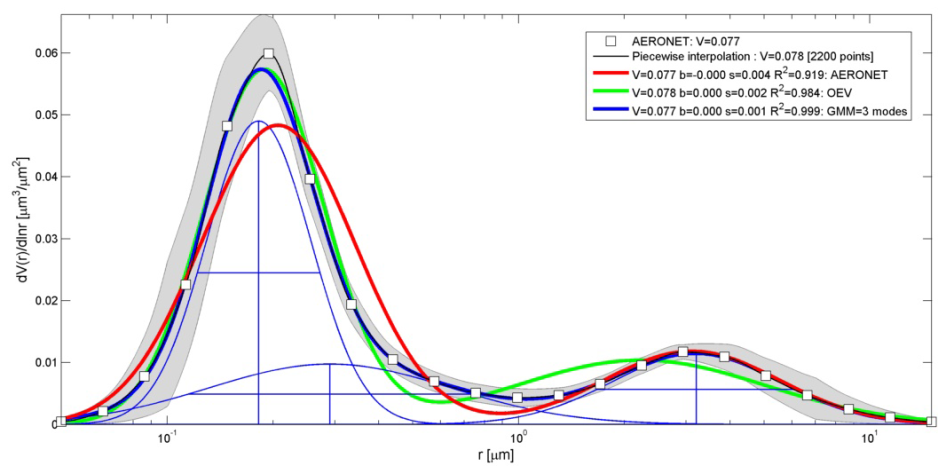 AERONET: V=0.077
Piecewise interpolation : V=0.078 [2200 points]
V=0.077 b=-0.000 s=0.004 R²=0.919: AERONET
V=0.078 b=0.000 s=0.002 R²=0.984: OEV
V=0.077 b=0.000 s=0.001 R²=0.999: GMM=3 modes
dV(r)/dlnr [μm³/μm²]
0.06
0.05
0.04
0.03
0.02
0.01
0
10⁻¹
10⁰
10¹
r [μm]